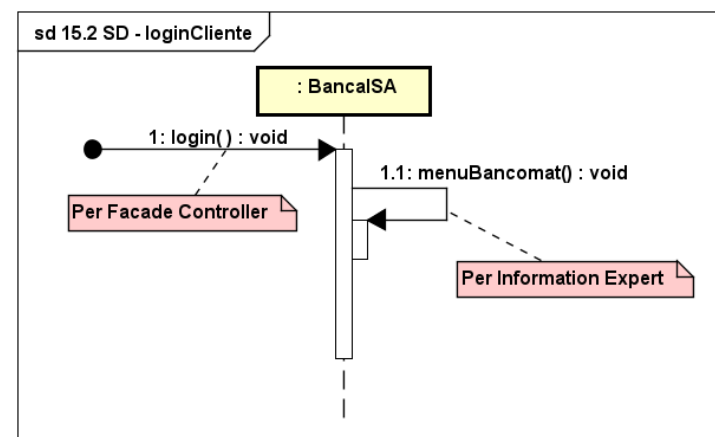 sd 15.2 SD - loginCliente
: BancaISA
1: login( ) : void
1.1: menuBancomat() : void
Per Facade Controller
Per Information Expert